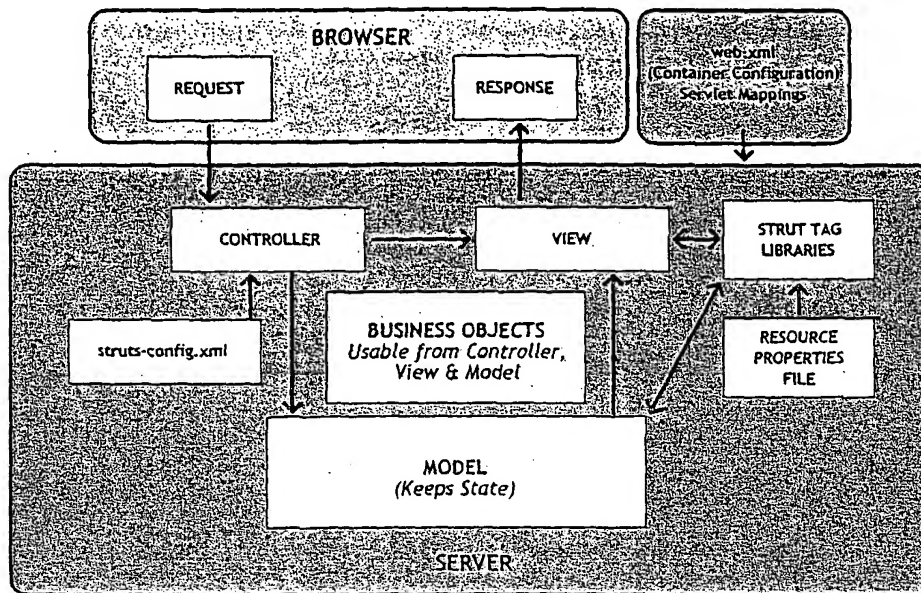 BROWSER
REQUEST
RESPONSE
web.xml
(Container Configuration)
Servlet Mappings
CONTROLLER
VIEW
STRUT TAG
LIBRARIES
struts-config.xml
BUSINESS OBJECTS
Usable from Controller,
View & Model
RESOURCE
PROPERTIES
FILE
MODEL
(Keeps State)
SERVER